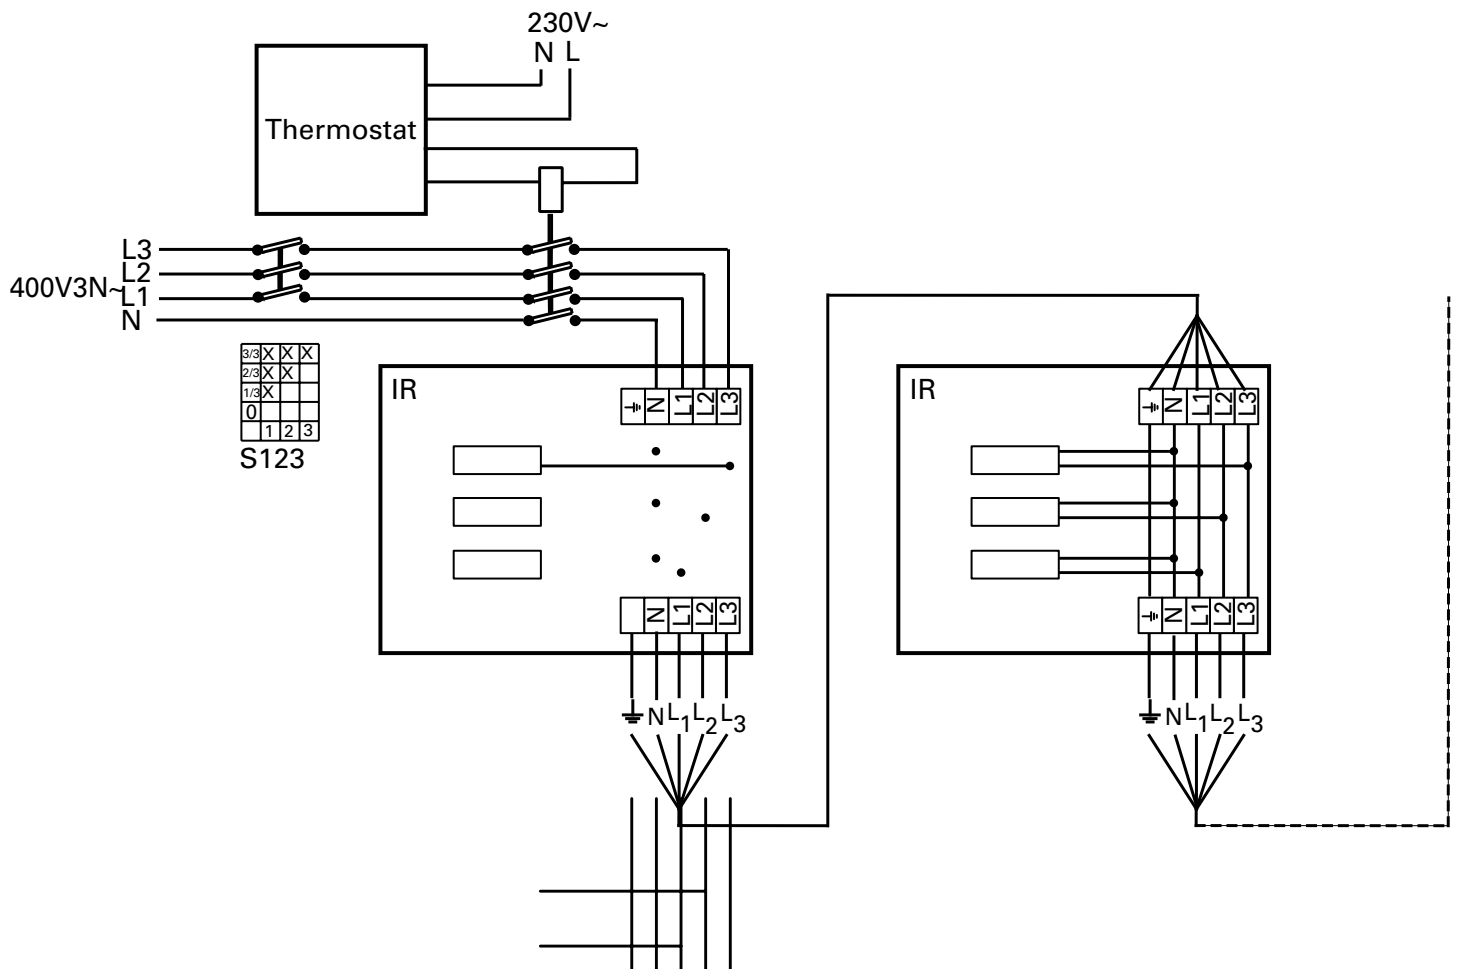 230V~
N L
Thermostat
L3
L2
400V3N~
L1
N
3/3 X X X
2/3 X X
1/3 X
0
1 2 3
S123
IR
N L1 L2 L3
N L1 L2 L3
N L1 L2 L3
IR
N L1 L2 L3
N L1 L2 L3
N L1 L2 L3